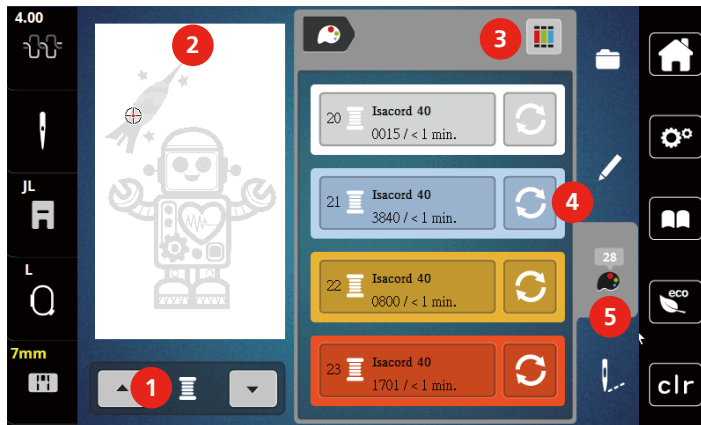 4.00
2
3
20 Isacord 40
0015 / < 1 min.
JL
21 Isacord 40
3840 / < 1 min.
4
28
L
22 Isacord 40
0800 / < 1 min.
eco
5
7mm
23 Isacord 40
1701 / < 1 min.
1
clr